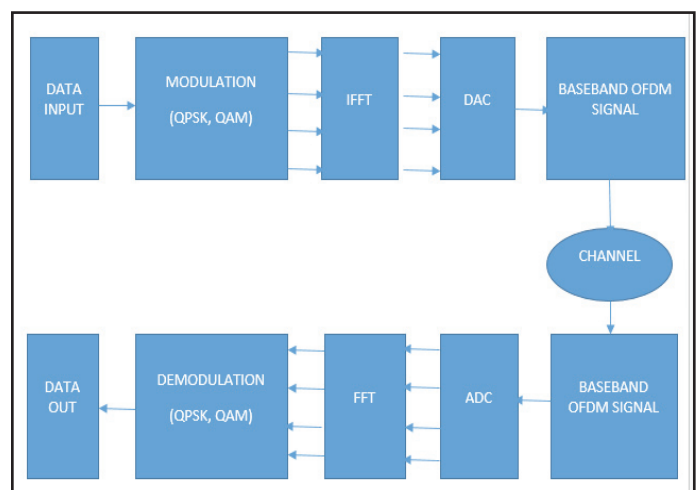 DATA
INPUT
MODULATION
(QPSK, QAM)
IFFT
DAC
BASEBAND OFDM
SIGNAL
CHANNEL
DATA
OUT
DEMODULATION
(QPSK, QAM)
FFT
ADC
BASEBAND
OFDM SIGNAL